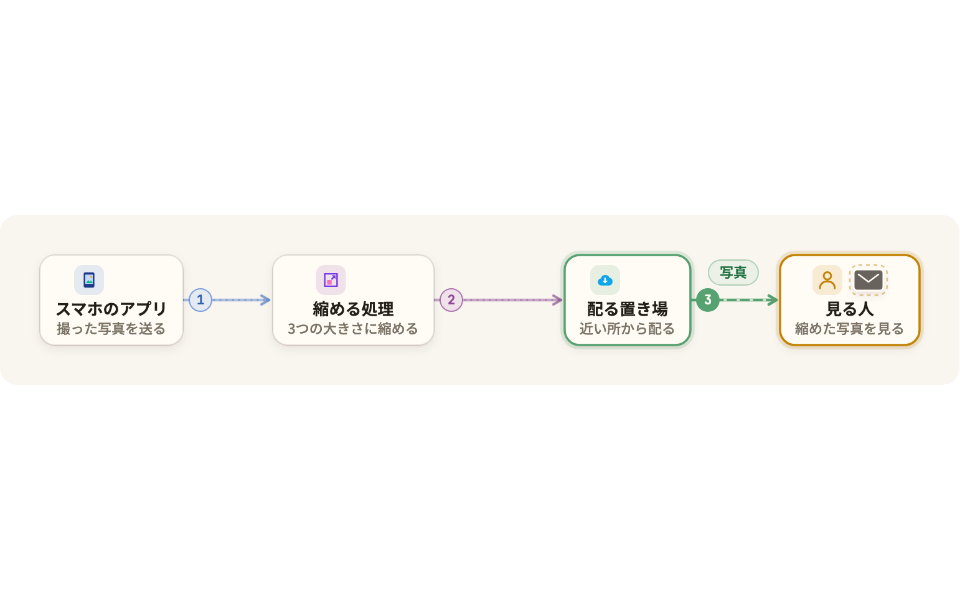 スマホのアプリ
撮った写真を送る
1
縮める処理
3つの大きさに縮める
2
配る置き場
近い所から配る
写真
3
見る人
縮めた写真を見る